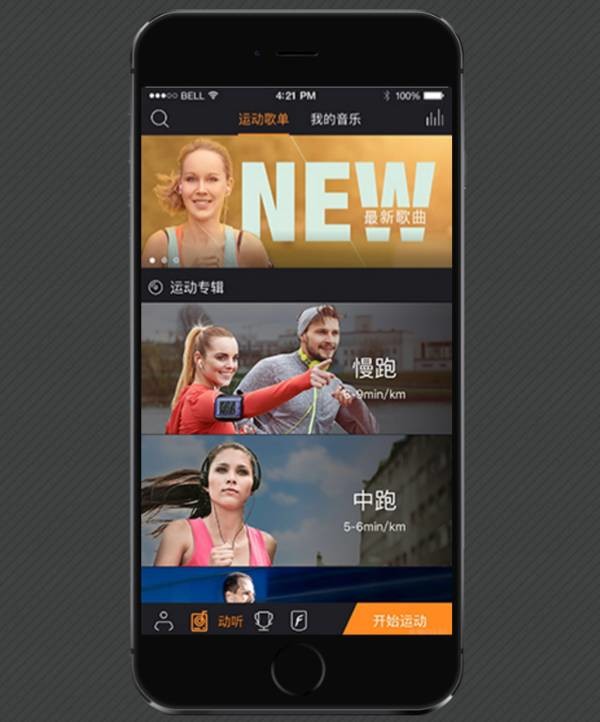 BELL 4:21 PM 100%
运动歌单 我的音乐
NEW
最新歌曲
运动专辑
慢跑
6-9min/km
中跑
5-6min/km
动听 开始运动